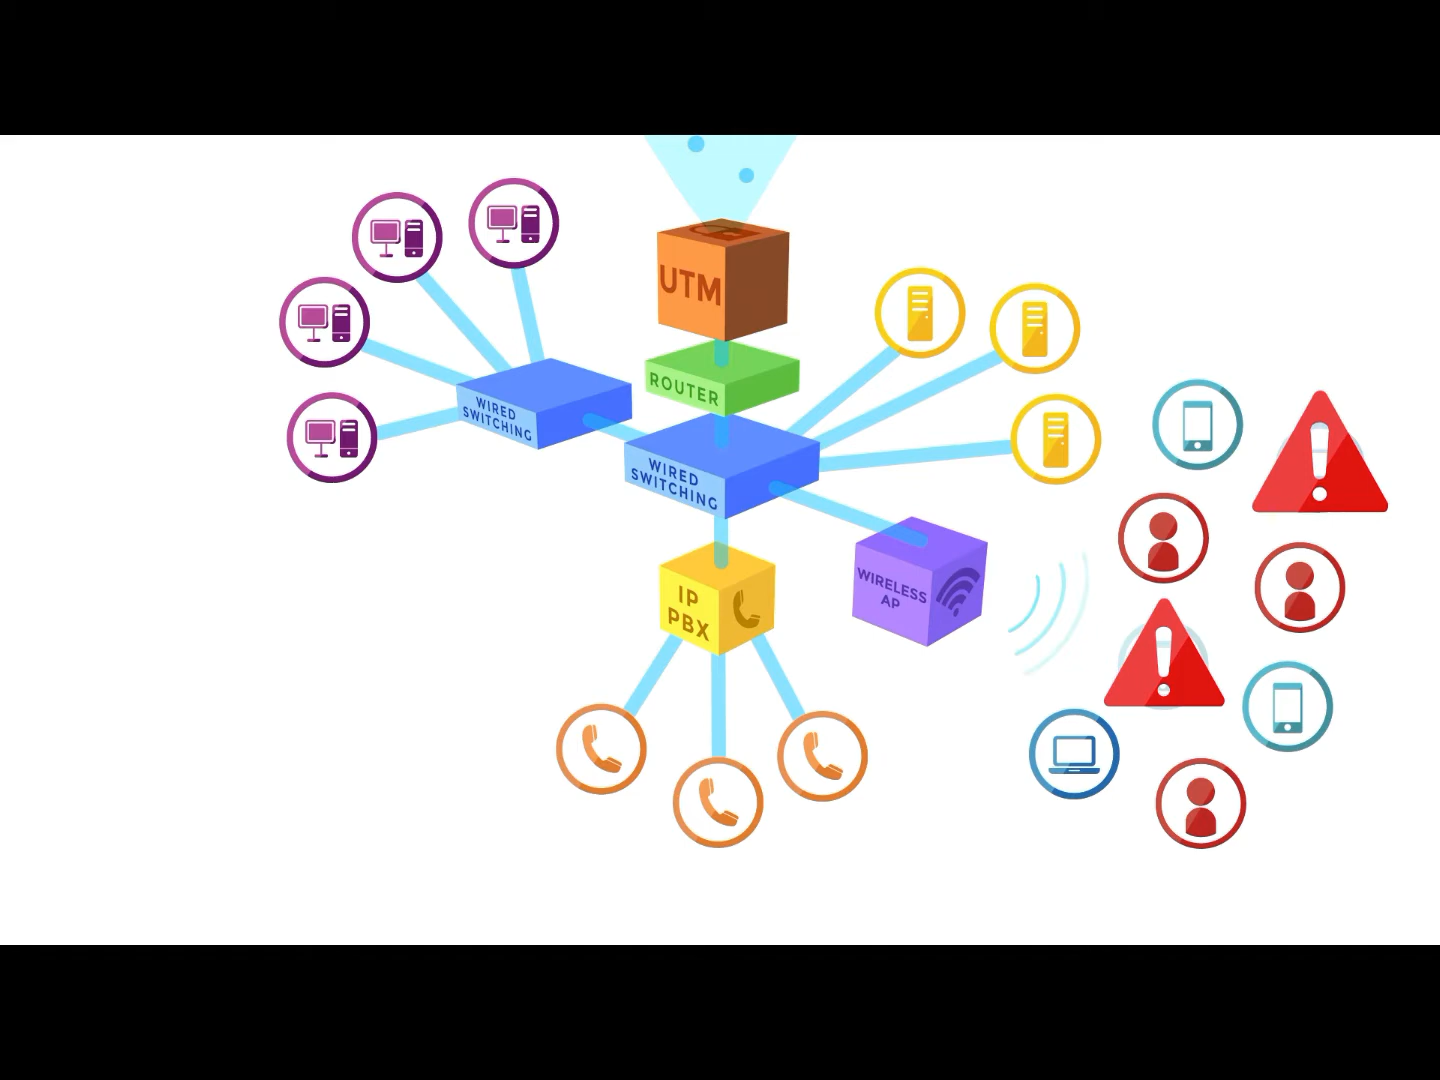 UTM
ROUTER
WIRED
SWITCHING
WIRED
SWITCHING
WIRELESS
AP
IP
PBX